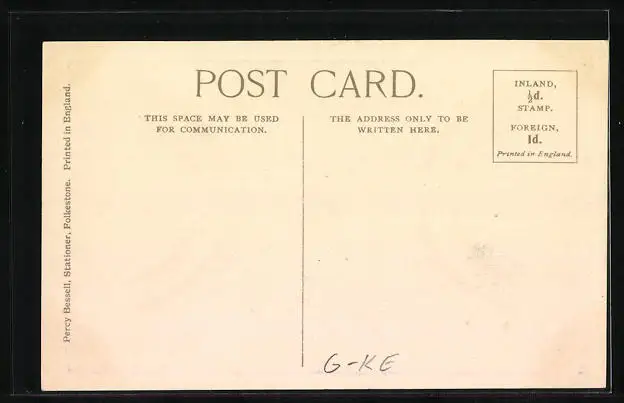 POST CARD.
THIS SPACE MAY BE USED
FOR COMMUNICATION.
THE ADDRESS ONLY TO BE
WRITTEN HERE.
INLAND,
½d.
STAMP.
FOREIGN,
1d.
Printed in England.
Percy Bessell, Stationer, Folkestone. Printed in England.
G-KE